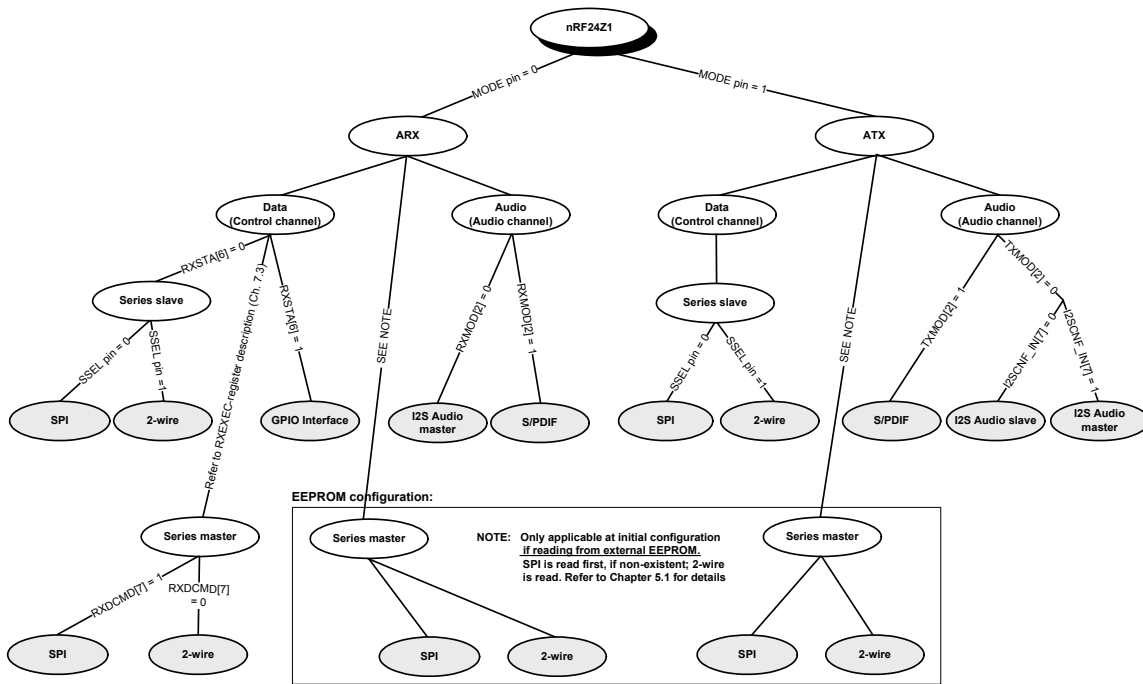 nRF24Z1
MODE pin = 0
MODE pin = 1
ARX
ATX
Data
(Control channel)
Audio
(Audio channel)
Data
(Control channel)
Audio
(Audio channel)
RXSTA[6] = 0
Refer to RXEXEC-register description (Ch. 7.3)
RXSTA[6] = 1
SEE NOTE
RXMOD[2] = 0
RXMOD[2] = 1
SEE NOTE
TXMOD[2] = 1
TXMOD[2] = 0
I2SCNF_IN[7] = 0
I2SCNF_IN[7] = 1
Series slave
Series slave
SSEL pin = 0
SSEL pin =1
SSEL pin = 0
SSEL pin =1
SPI
2-wire
GPIO Interface
I2S Audio
master
S/PDIF
SPI
2-wire
S/PDIF
I2S Audio slave
I2S Audio
master
EEPROM configuration:
Series master
Series master
NOTE: Only applicable at initial configuration
if reading from external EEPROM.
SPI is read first, if non-existent; 2-wire
is read. Refer to Chapter 5.1 for details
Series master
RXDCMD[7] = 1
RXDCMD[7]
= 0
SPI
2-wire
SPI
2-wire
SPI
2-wire